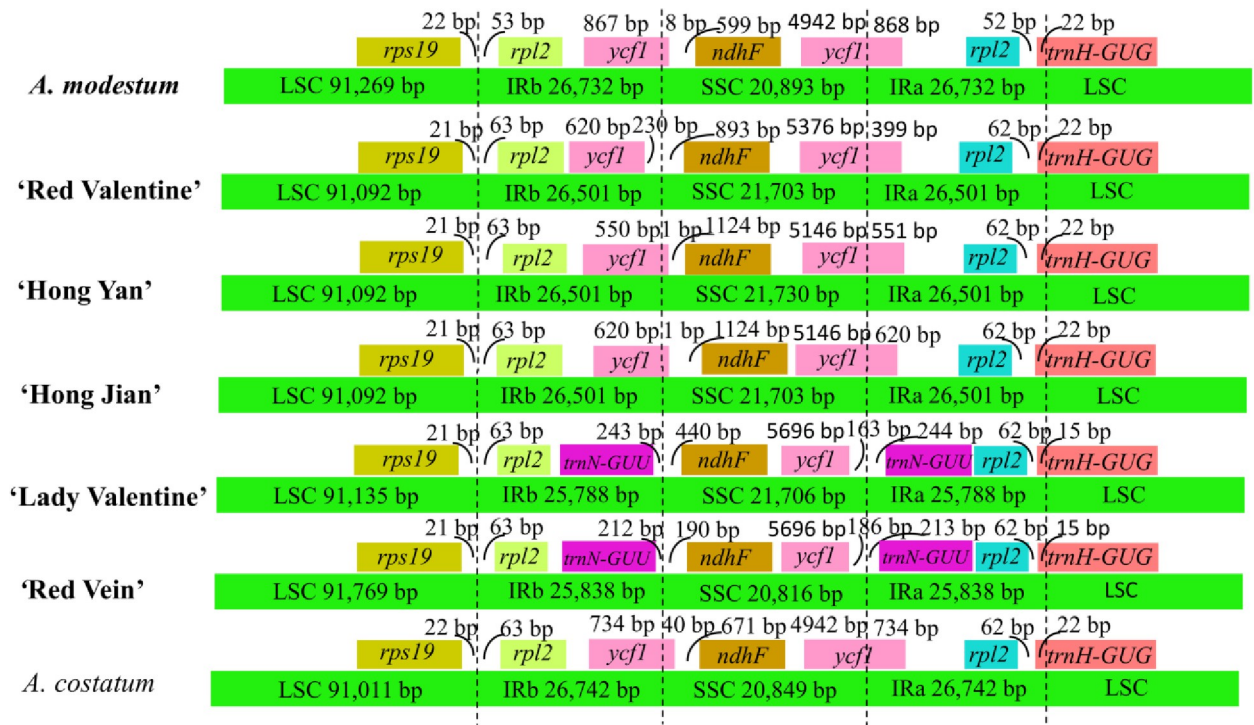 22 bp 53 bp 867 bp 8 bp 599 bp 4942 bp 868 bp 52 bp 22 bp
rps19 rpl2 ycf1 ndhF ycf1 rpl2 trnH-GUG
A. modestum LSC 91,269 bp IRb 26,732 bp SSC 20,893 bp IRa 26,732 bp LSC
21 bp 63 bp 620 bp 230 bp 893 bp 5376 bp 399 bp 62 bp 22 bp
rps19 rpl2 ycf1 ndhF ycf1 rpl2 trnH-GUG
‘Red Valentine’ LSC 91,092 bp IRb 26,501 bp SSC 21,703 bp IRa 26,501 bp LSC
21 bp 63 bp 550 bp 1 bp 1124 bp 5146 bp 551 bp 62 bp 22 bp
rps19 rpl2 ycf1 ndhF ycf1 rpl2 trnH-GUG
‘Hong Yan’ LSC 91,092 bp IRb 26,501 bp SSC 21,730 bp IRa 26,501 bp LSC
21 bp 63 bp 620 bp 1 bp 1124 bp 5146 bp 620 bp 62 bp 22 bp
rps19 rpl2 ycf1 ndhF ycf1 rpl2 trnH-GUG
‘Hong Jian’ LSC 91,092 bp IRb 26,501 bp SSC 21,703 bp IRa 26,501 bp LSC
21 bp 63 bp 243 bp 440 bp 5696 bp 163 bp 244 bp 62 bp 15 bp
rps19 rpl2 trnN-GUU ndhF ycf1 trnN-GUU rpl2 trnH-GUG
‘Lady Valentine’ LSC 91,135 bp IRb 25,788 bp SSC 21,706 bp IRa 25,788 bp LSC
21 bp 63 bp 212 bp 190 bp 5696 bp 186 bp 213 bp 62 bp 15 bp
rps19 rpl2 trnN-GUU ndhF ycf1 trnN-GUU rpl2 trnH-GUG
‘Red Vein’ LSC 91,769 bp IRb 25,838 bp SSC 20,816 bp IRa 25,838 bp LSC
22 bp 63 bp 734 bp 40 bp 671 bp 4942 bp 734 bp 62 bp 22 bp
rps19 rpl2 ycf1 ndhF ycf1 rpl2 trnH-GUG
A. costatum LSC 91,011 bp IRb 26,742 bp SSC 20,849 bp IRa 26,742 bp LSC